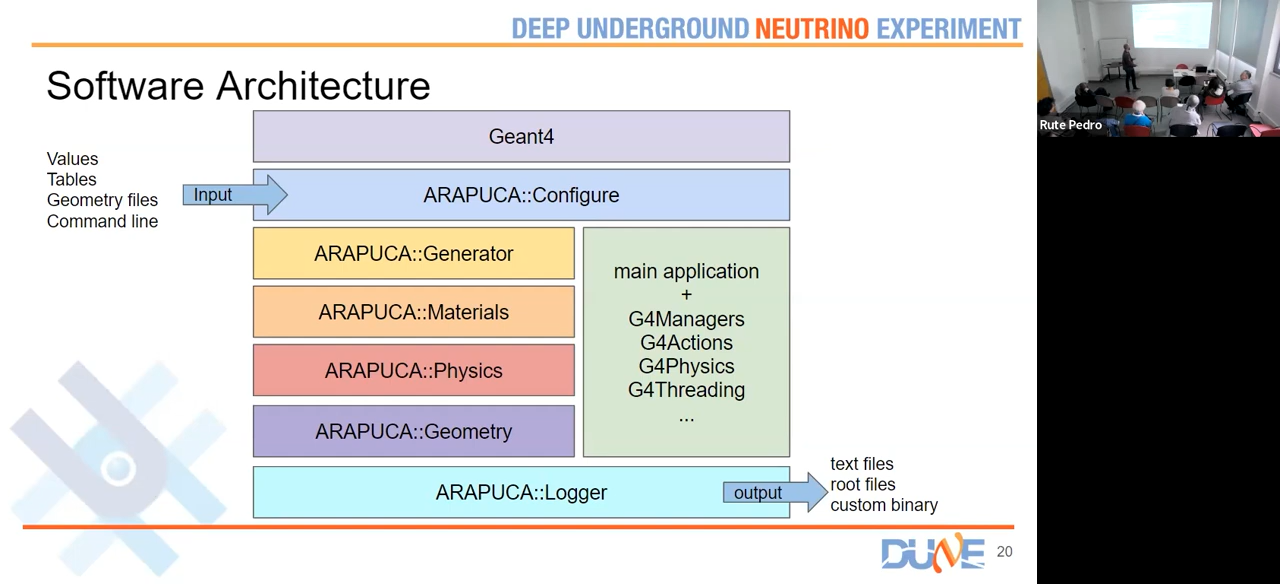 DEEP UNDERGROUND NEUTRINO EXPERIMENT
Software Architecture
Geant4
Values
Tables
Geometry files
Command line
Input
ARAPUCA::Configure
ARAPUCA::Generator
ARAPUCA::Materials
ARAPUCA::Physics
ARAPUCA::Geometry
main application
+
G4Managers
G4Actions
G4Physics
G4Threading
...
ARAPUCA::Logger
output
text files
root files
custom binary
DUNE
20
Rute Pedro